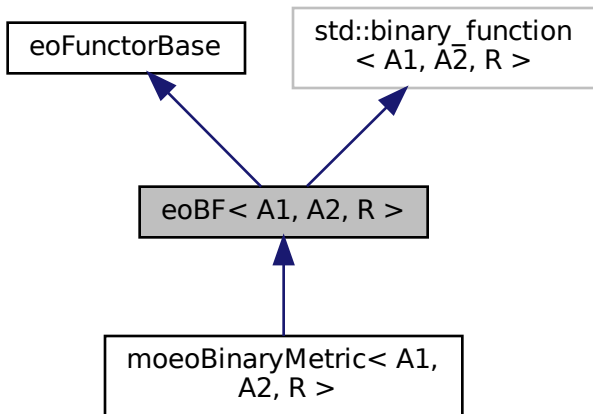 eoFunctorBase
std::binary_function
< A1, A2, R >
eoBF< A1, A2, R >
moeoBinaryMetric< A1,
A2, R >